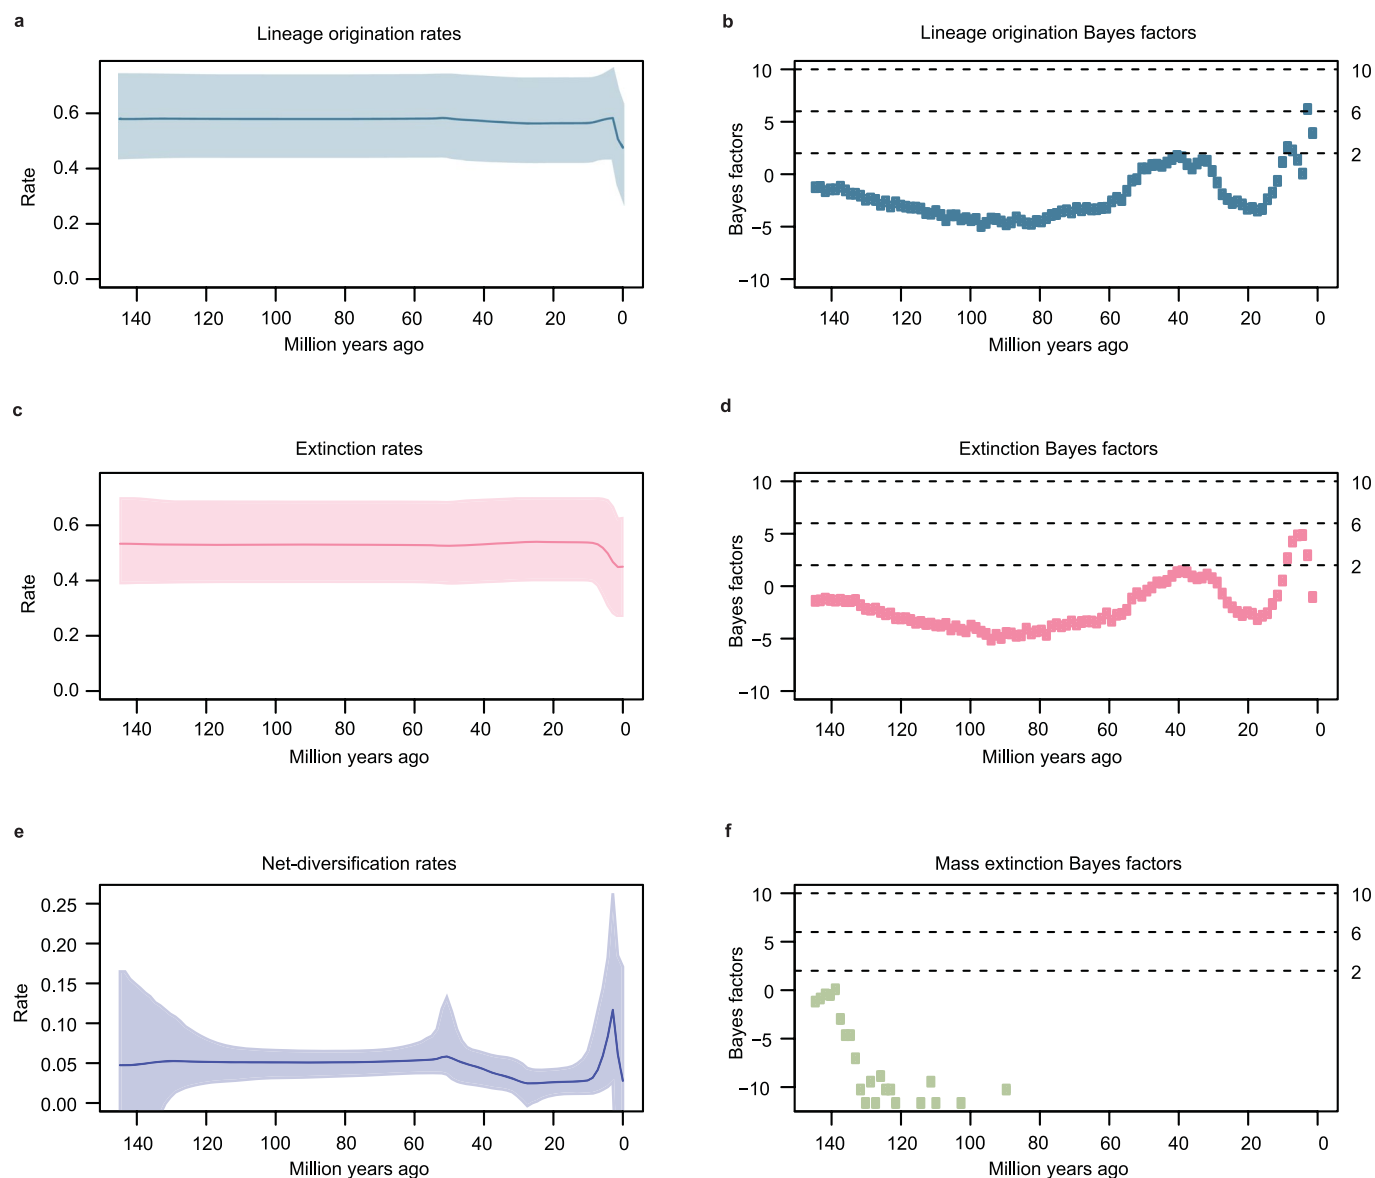 a
Lineage origination rates
Rate
0.6
0.4
0.2
0.0
140 120 100 80 60 40 20 0
Million years ago
b
Lineage origination Bayes factors
Bayes factors
10
5
0
−5
−10
10
6
2
140 120 100 80 60 40 20 0
Million years ago
c
Extinction rates
Rate
0.6
0.4
0.2
0.0
140 120 100 80 60 40 20 0
Million years ago
d
Extinction Bayes factors
Bayes factors
10
5
0
−5
−10
10
6
2
140 120 100 80 60 40 20 0
Million years ago
e
Net-diversification rates
Rate
0.25
0.20
0.15
0.10
0.05
0.00
140 120 100 80 60 40 20 0
Million years ago
f
Mass extinction Bayes factors
Bayes factors
10
5
0
−5
−10
10
6
2
140 120 100 80 60 40 20 0
Million years ago